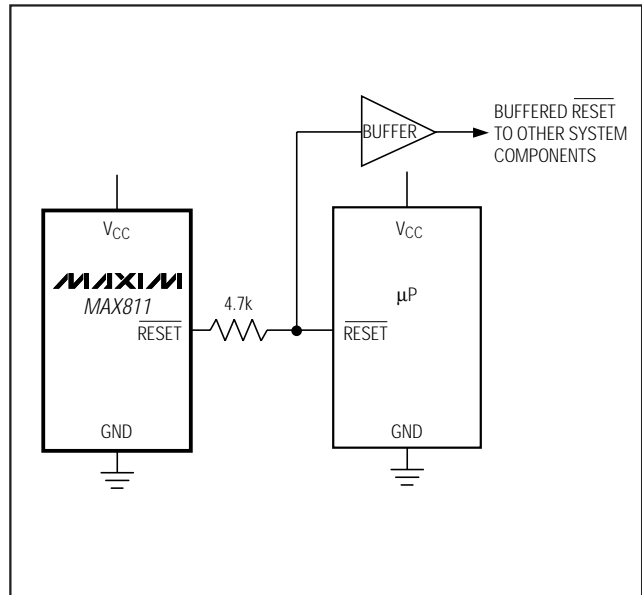 BUFFER
BUFFERED RESET
TO OTHER SYSTEM
COMPONENTS
VCC
MAXIM
MAX811
RESET
GND
4.7k
VCC
μP
RESET
GND